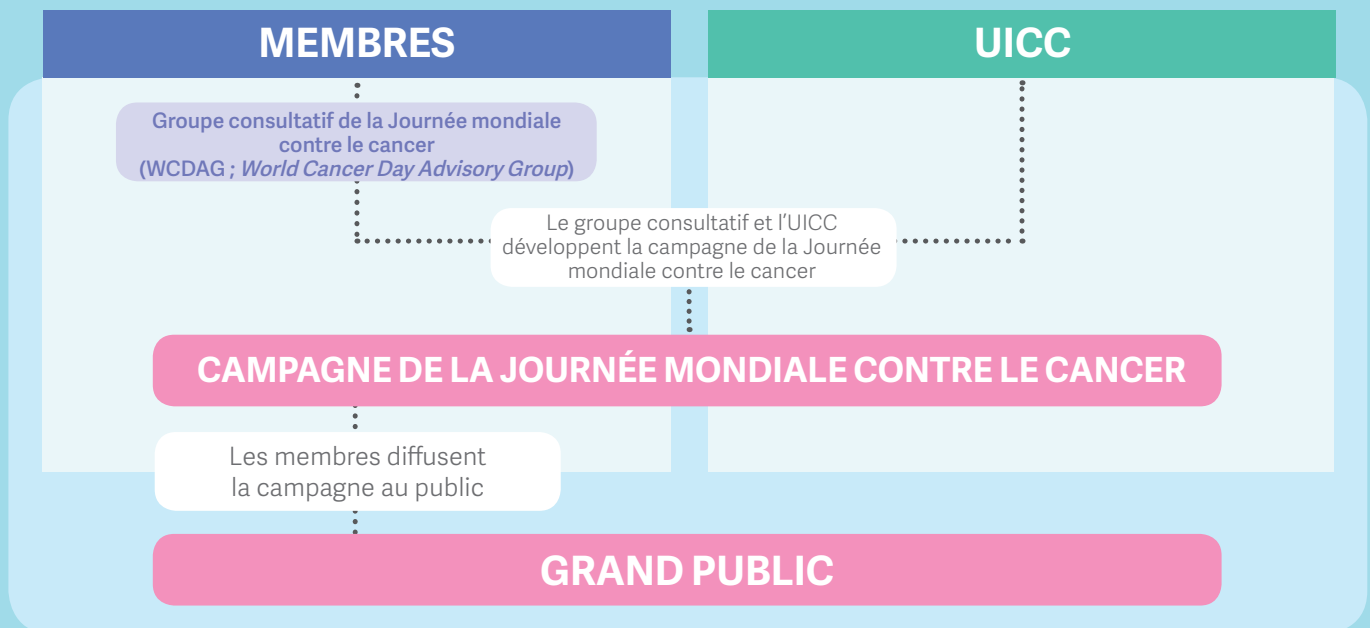 MEMBRES
UICC
Groupe consultatif de la Journée mondiale
contre le cancer
(WCDAG ; World Cancer Day Advisory Group)
Le groupe consultatif et l’UICC
développent la campagne de la Journée
mondiale contre le cancer
CAMPAGNE DE LA JOURNÉE MONDIALE CONTRE LE CANCER
Les membres diffusent
la campagne au public
GRAND PUBLIC